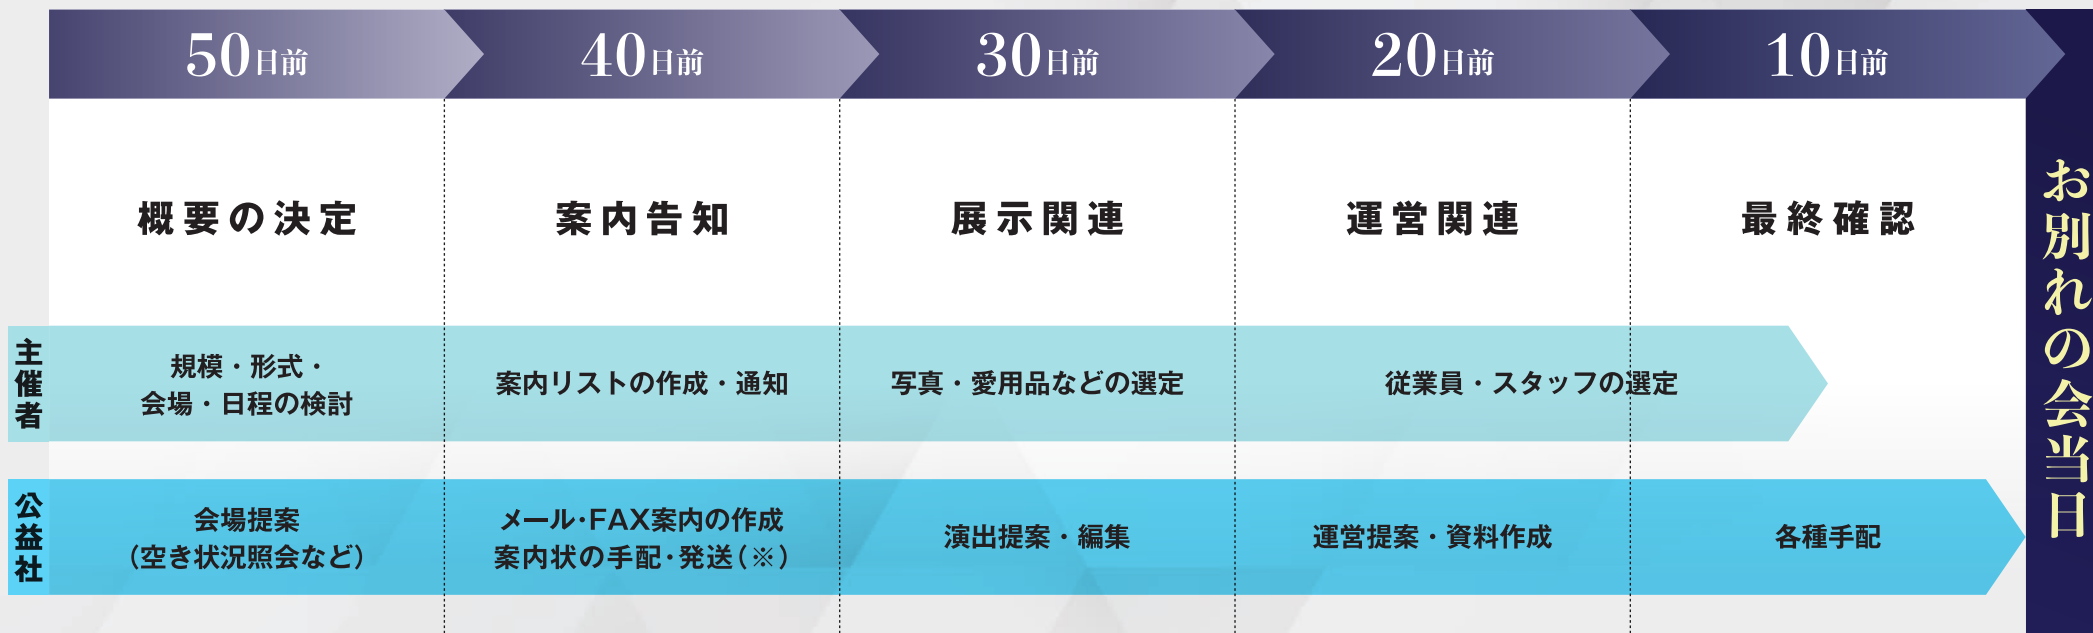 50日前
40日前
30日前
20日前
10日前
概要の決定
案内告知
展示関連
運営関連
最終確認
お別れの会当日
主催者
規模・形式・
会場・日程の検討
案内リストの作成・通知
写真・愛用品などの選定
従業員・スタッフの選定
公益社
会場提案
（空き状況照会など）
メール・FAX案内の作成
案内状の手配・発送（※）
演出提案・編集
運営提案・資料作成
各種手配